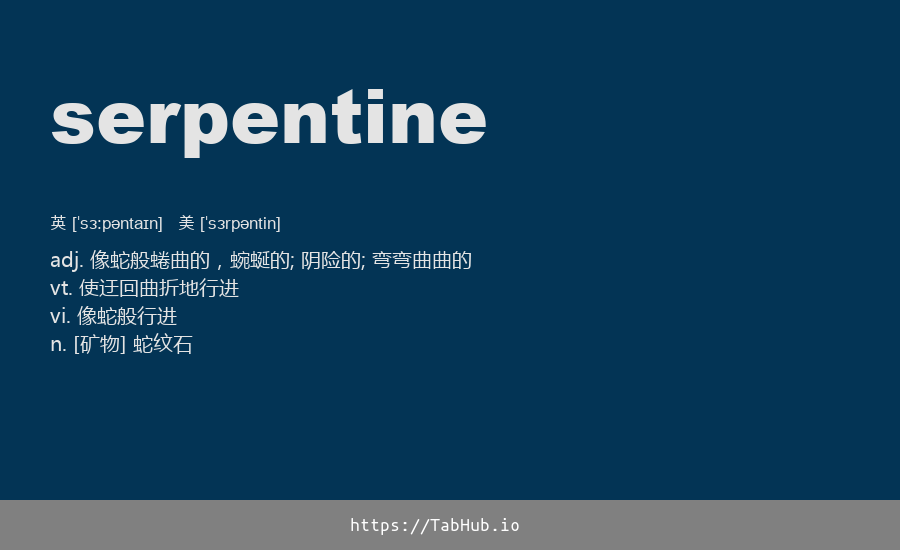 serpentine
英 [ˈsɜːpəntaɪn] 美 [ˈsɜrpəntin]
adj. 像蛇般蜷曲的，蜿蜒的; 阴险的; 弯弯曲曲的
vt. 使迂回曲折地行进
vi. 像蛇般行进
n. [矿物] 蛇纹石
https://TabHub.io